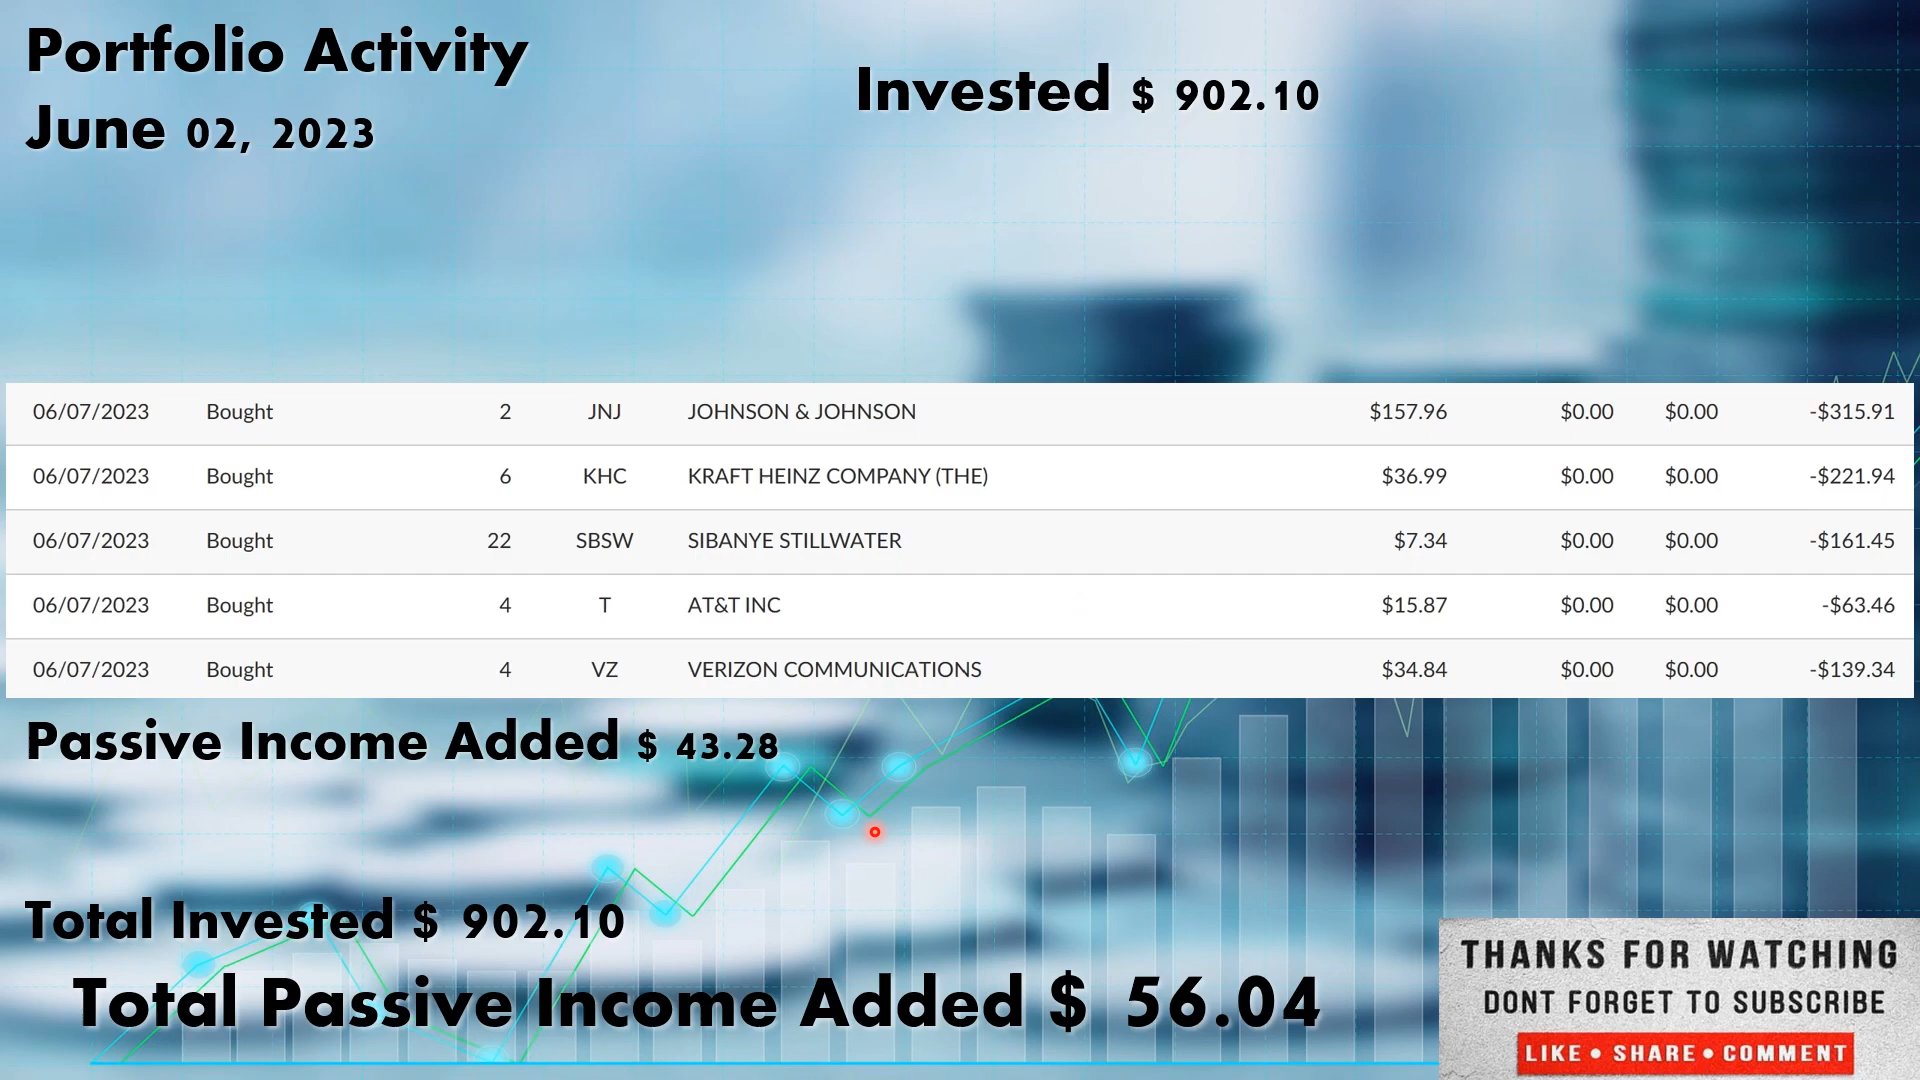 Portfolio Activity
June 02, 2023
Invested $ 902.10
06/07/2023 Bought 2 JNJ JOHNSON & JOHNSON $157.96 $0.00 $0.00 -$315.91
06/07/2023 Bought 6 KHC KRAFT HEINZ COMPANY (THE) $36.99 $0.00 $0.00 -$221.94
06/07/2023 Bought 22 SBSW SIBANYE STILLWATER $7.34 $0.00 $0.00 -$161.45
06/07/2023 Bought 4 T AT&T INC $15.87 $0.00 $0.00 -$63.46
06/07/2023 Bought 4 VZ VERIZON COMMUNICATIONS $34.84 $0.00 $0.00 -$139.34
Passive Income Added $ 43.28
Total Invested $ 902.10
Total Passive Income Added $ 56.04
THANKS FOR WATCHING
DONT FORGET TO SUBSCRIBE
LIKE • SHARE • COMMENT